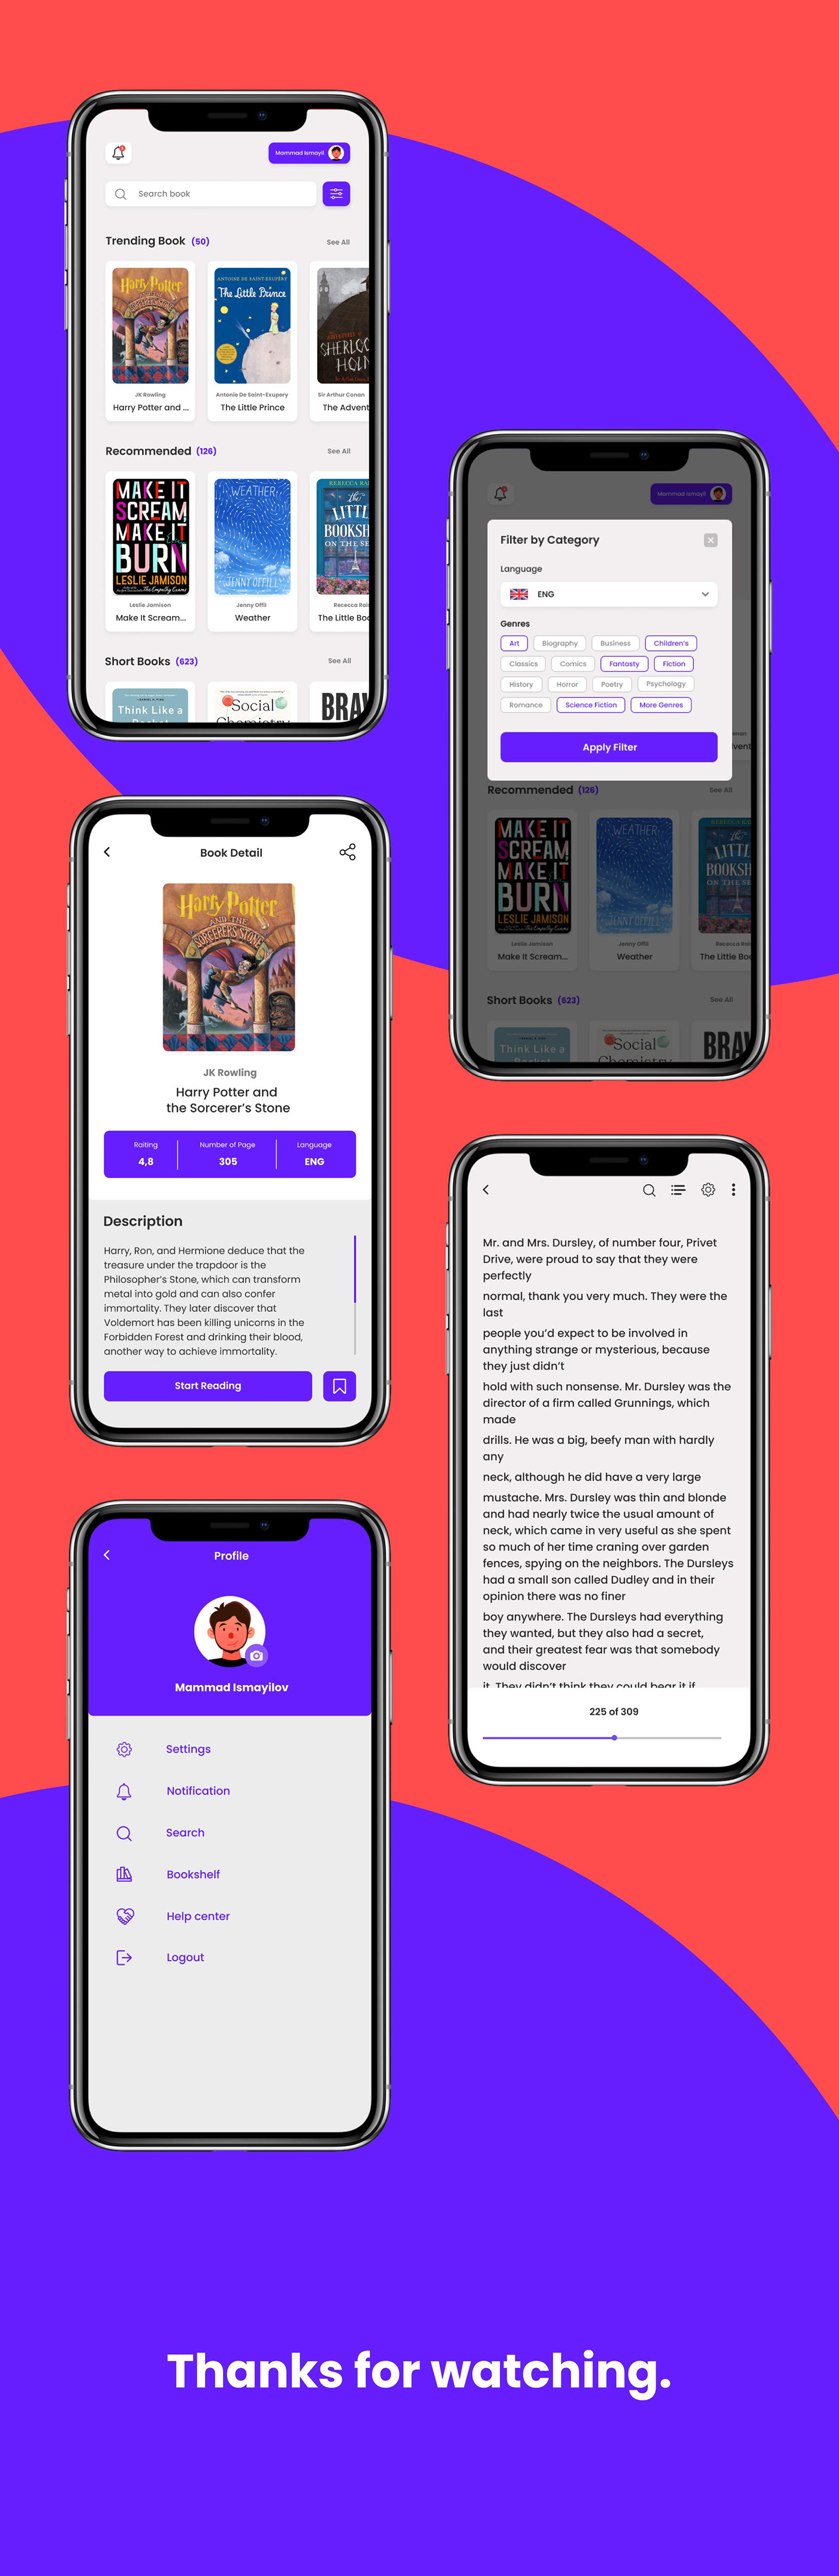 Mammad Ismayil
Search book
Trending Book (50)
See All
Harry Potter
ANTOINE DE SAINT-EXUPÉRY
The Little Prince
SHERLOC
HOLM
JK Rowling
Antonie De Saint-Exupery
Sir Arthur Conan
Harry Potter and ...
The Little Prince
The Advent
Recommended (126)
See All
MAKE IT
SCREAM,
MAKE IT
BURN
LESLIE JAMISON
WEATHER
JENNY OFFILL
REBECCA RAI
the
LITTL
BOOKSH
ON THE SE
Leslie Jamison
Jenny Offil
Rececca Rai
Make It Scream...
Weather
The Little Boo
Short Books (623)
See All
Think Like a
Rocket
Social
Chemistry
BRAV
Mammad Ismayil
Filter by Category
Language
ENG
Genres
Art
Biography
Business
Children's
Classics
Comics
Fantasty
Fiction
History
Horror
Poetry
Psychology
Romance
Science Fiction
More Genres
Apply Filter
vent
Recommended (126)
See All
MAKE IT
SCREAM,
MAKE IT
BURN
LESLIE JAMISON
WEATHER
JENNY OFFILL
REBECCA RAI
the
LITTL
BOOKSH
ON THE SE
Leslie Jamison
Jenny Offil
Rececca Rai
Make It Scream...
Weather
The Little Boo
Short Books (623)
See All
Think Like a
Social
Chemistry
BRAV
Book Detail
Harry Potter
AND THE
SORCERER'S STONE
JK Rowling
Harry Potter and
the Sorcerer's Stone
Raiting
Number of Page
Language
4,8
305
ENG
Description
Harry, Ron, and Hermione deduce that the
treasure under the trapdoor is the
Philosopher's Stone, which can transform
metal into gold and can also confer
immortality. They later discover that
Voldemort has been killing unicorns in the
Forbidden Forest and drinking their blood,
another way to achieve immortality.
Start Reading
Mr. and Mrs. Dursley, of number four, Privet
Drive, were proud to say that they were
perfectly
normal, thank you very much. They were the
last
people you'd expect to be involved in
anything strange or mysterious, because
they just didn't
hold with such nonsense. Mr. Dursley was the
director of a firm called Grunnings, which
made
drills. He was a big, beefy man with hardly
any
neck, although he did have a very large
mustache. Mrs. Dursley was thin and blonde
and had nearly twice the usual amount of
neck, which came in very useful as she spent
so much of her time craning over garden
fences, spying on the neighbors. The Dursleys
had a small son called Dudley and in their
opinion there was no finer
boy anywhere. The Dursleys had everything
they wanted, but they also had a secret,
and their greatest fear was that somebody
would discover
it. They didn't think they could bear it if
225 of 309
Profile
Mammad Ismayilov
Settings
Notification
Search
Bookshelf
Help center
Logout
Thanks for watching.